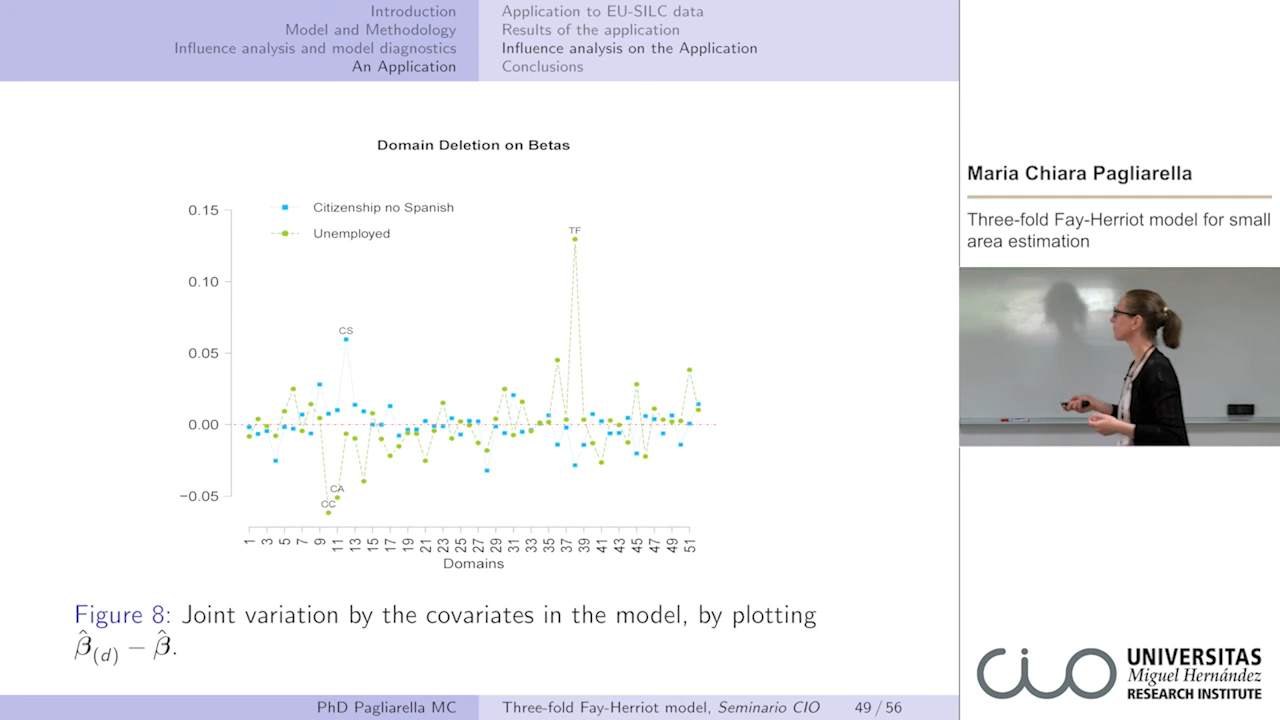 Introduction
Model and Methodology
Influence analysis and model diagnostics
An Application
Application to EU-SILC data
Results of the application
Influence analysis on the Application
Conclusions
Domain Deletion on Betas
Citizenship no Spanish
Unemployed
0.15
0.10
0.05
0.00
−0.05
TF
CS
CA
CC
1 3 5 7 9 11 13 15 17 19 21 23 25 27 29 31 33 35 37 39 41 43 45 47 49 51
Domains
Figure 8: Joint variation by the covariates in the model, by plotting
β̂(d) − β̂.
PhD Pagliarella MC
Three-fold Fay-Herriot model, Seminario CIO
49 / 56
Maria Chiara Pagliarella
Three-fold Fay-Herriot model for small
area estimation
CIO
UNIVERSITAS
Miguel Hernández
RESEARCH INSTITUTE